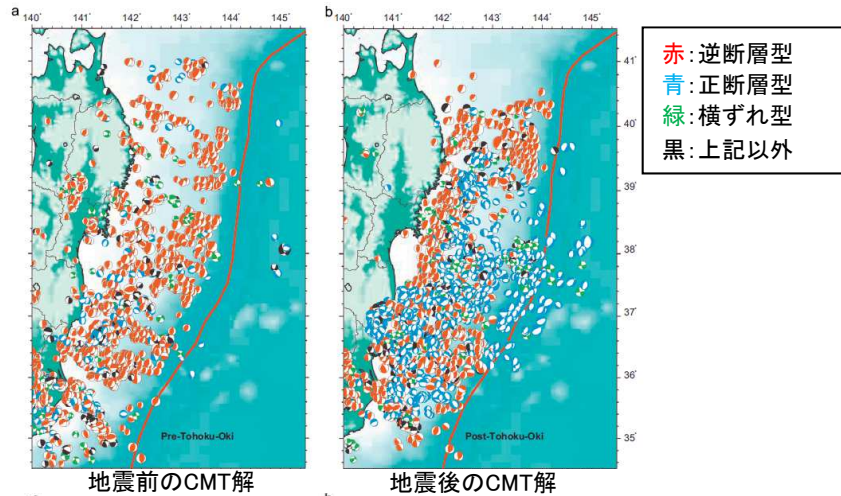 a
140˚ 141˚ 142˚ 143˚ 144˚ 145˚
Pre-Tohoku-Oki
地震前のCMT解
b
140˚ 141˚ 142˚ 143˚ 144˚ 145˚
41˚
40˚
39˚
38˚
37˚
36˚
35˚
Post-Tohoku-Oki
地震後のCMT解
赤:逆断層型
青:正断層型
緑:横ずれ型
黒:上記以外